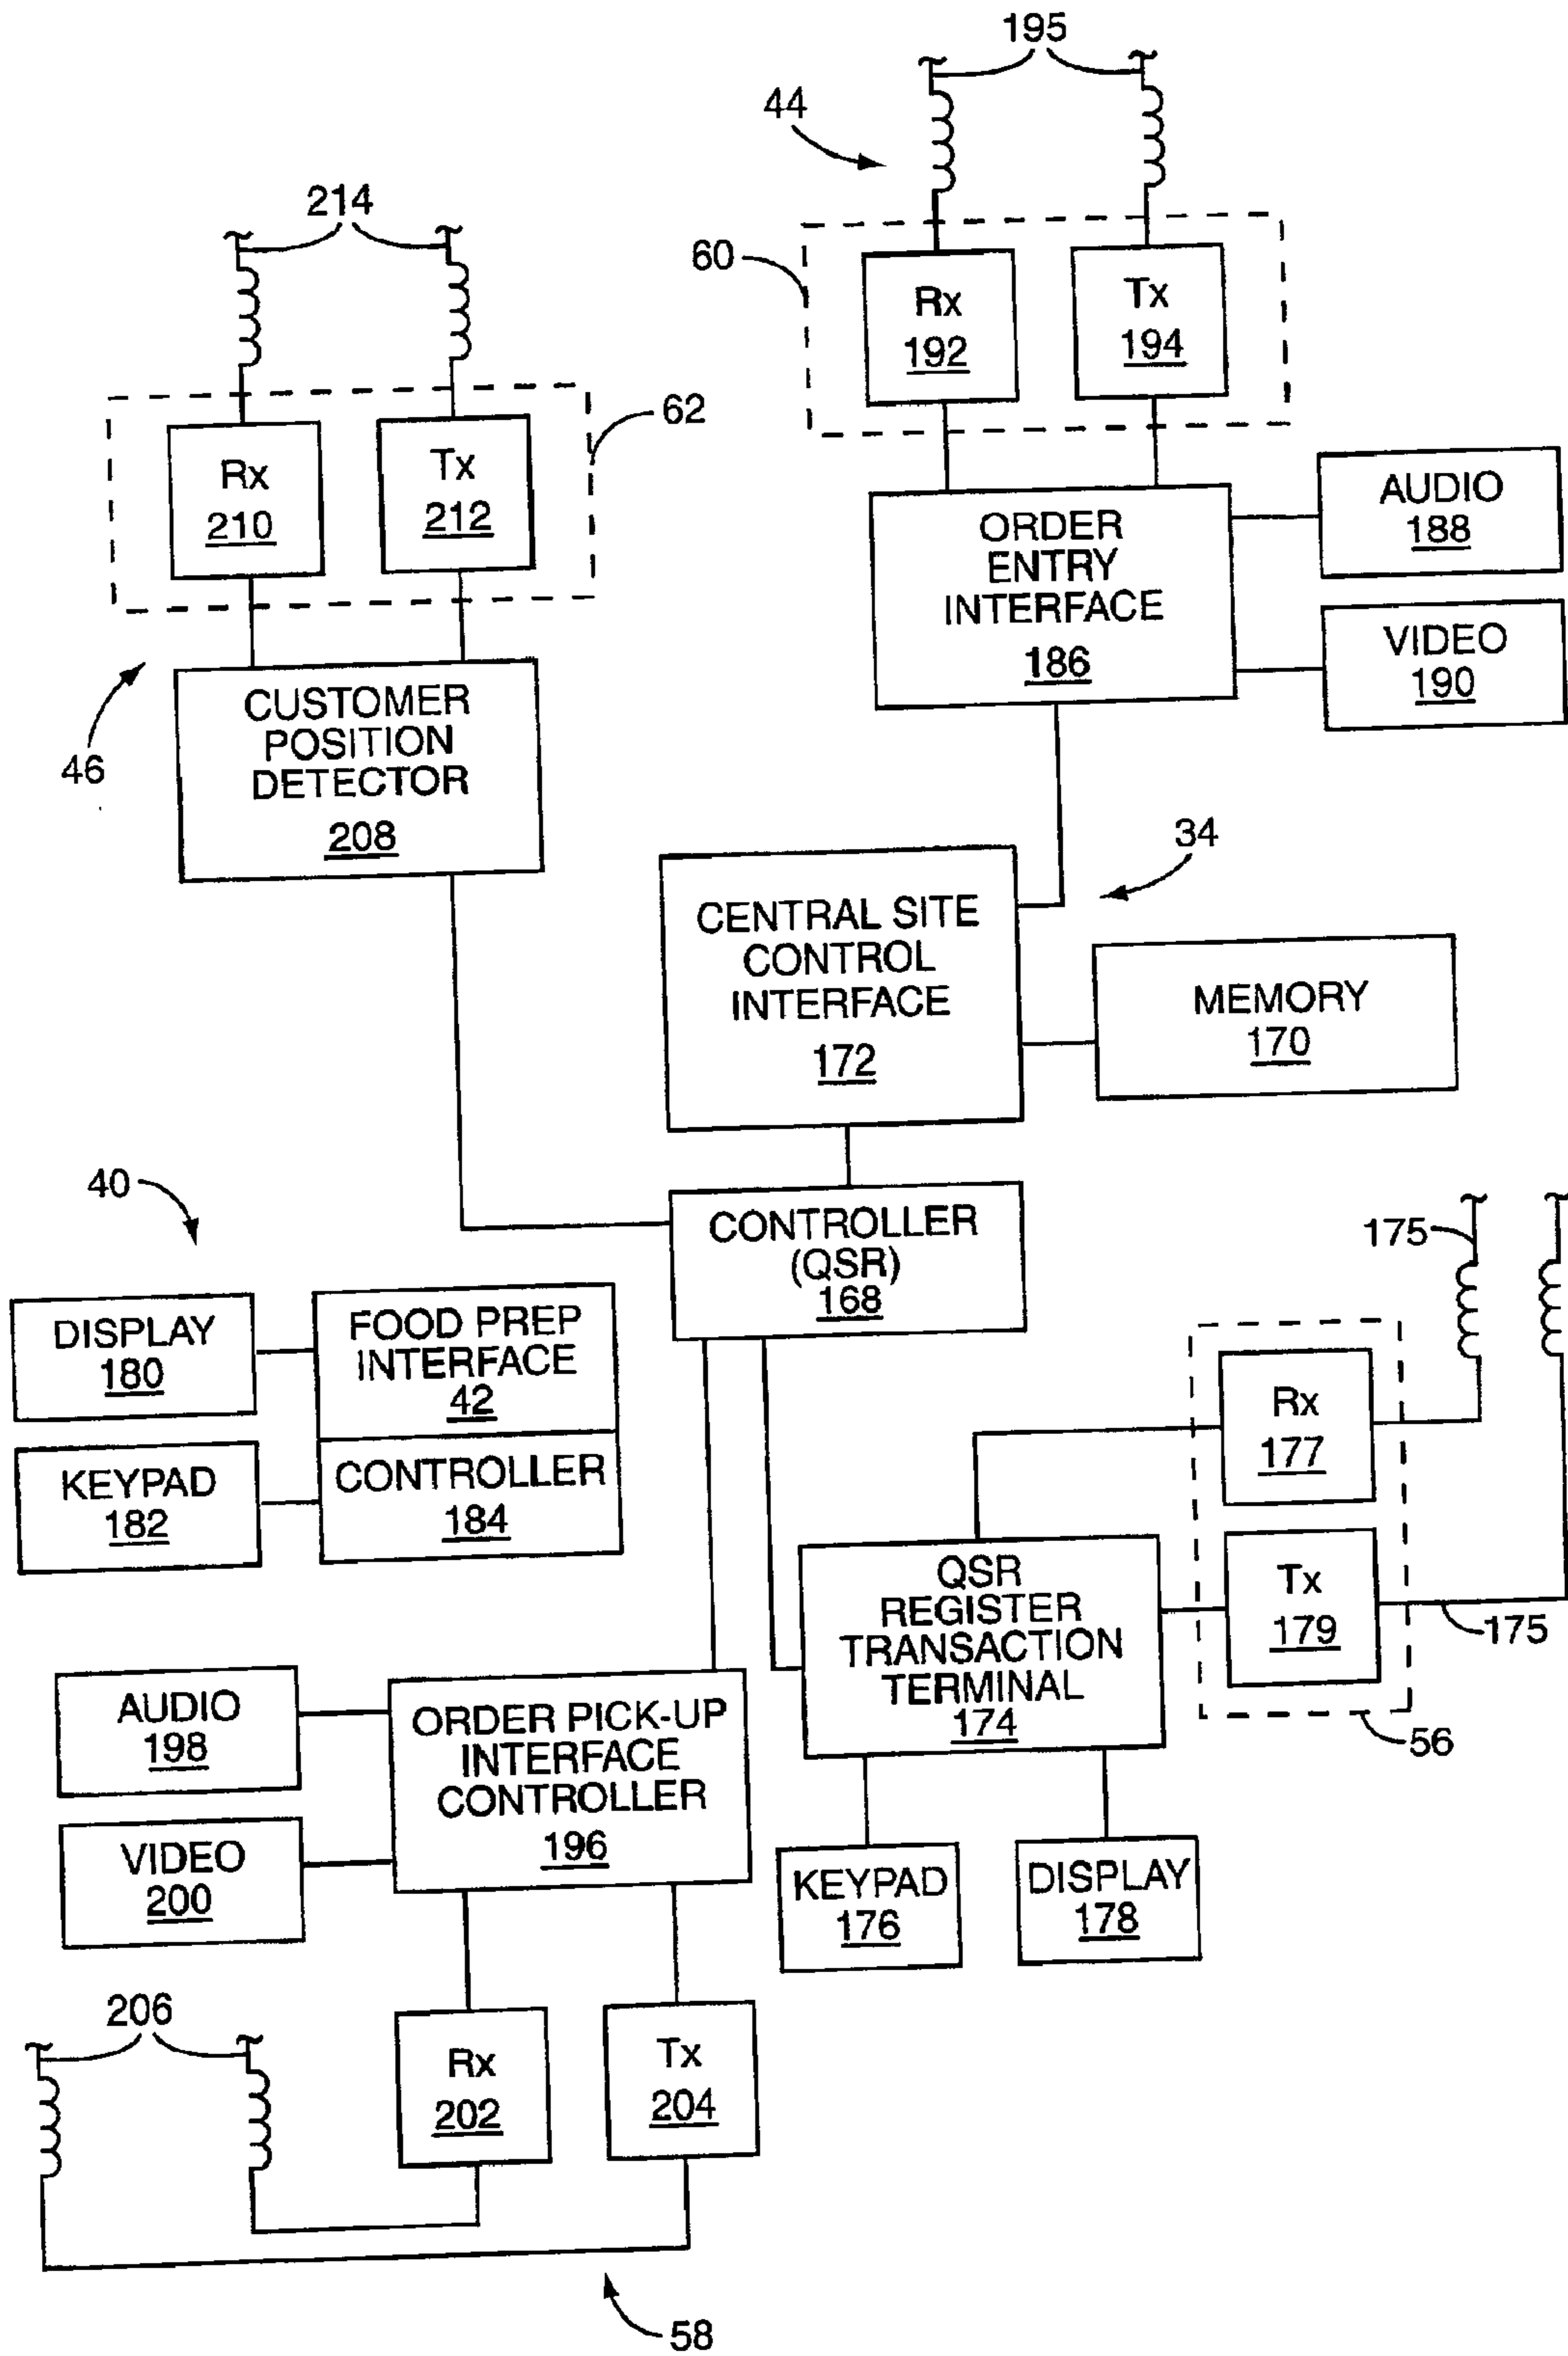 195
44
214
60
Rx
192
Tx
194
62
Rx
210
Tx
212
AUDIO
188
ORDER
ENTRY
INTERFACE
186
VIDEO
190
46
CUSTOMER
POSITION
DETECTOR
208
34
CENTRAL SITE
CONTROL
INTERFACE
172
MEMORY
170
40
CONTROLLER
(QSR)
168
175
DISPLAY
180
FOOD PREP
INTERFACE
42
KEYPAD
182
CONTROLLER
184
Rx
177
QSR
REGISTER
TRANSACTION
TERMINAL
174
Tx
179
175
56
AUDIO
198
ORDER PICK-UP
INTERFACE
CONTROLLER
196
VIDEO
200
KEYPAD
176
DISPLAY
178
206
Rx
202
Tx
204
58